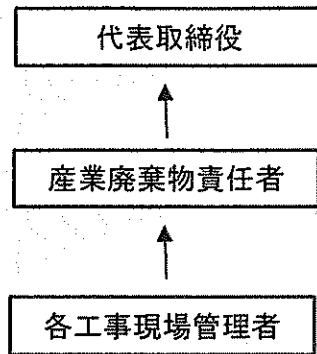 代表取締役
産業廃棄物責任者
各工事現場管理者